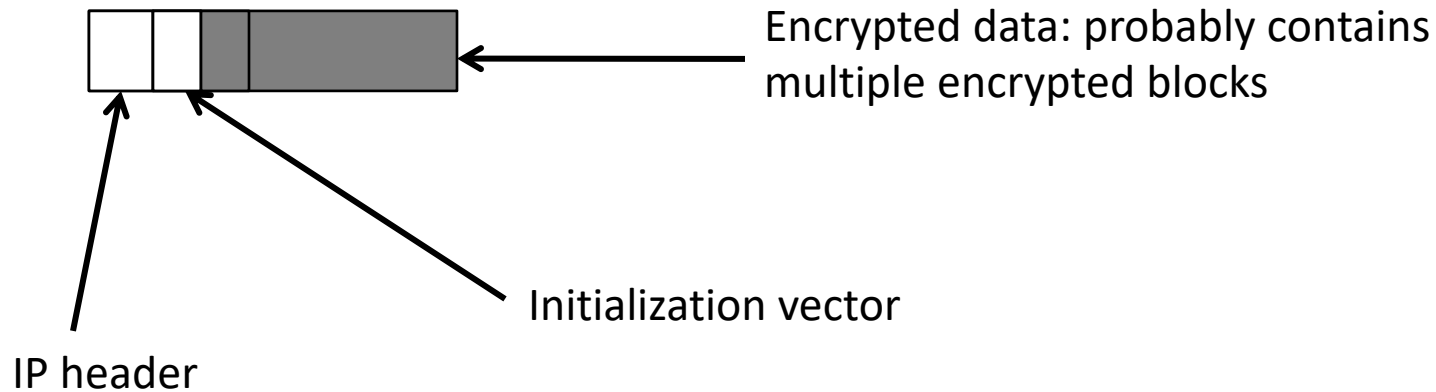 Encrypted data: probably contains
multiple encrypted blocks
Initialization vector
IP header